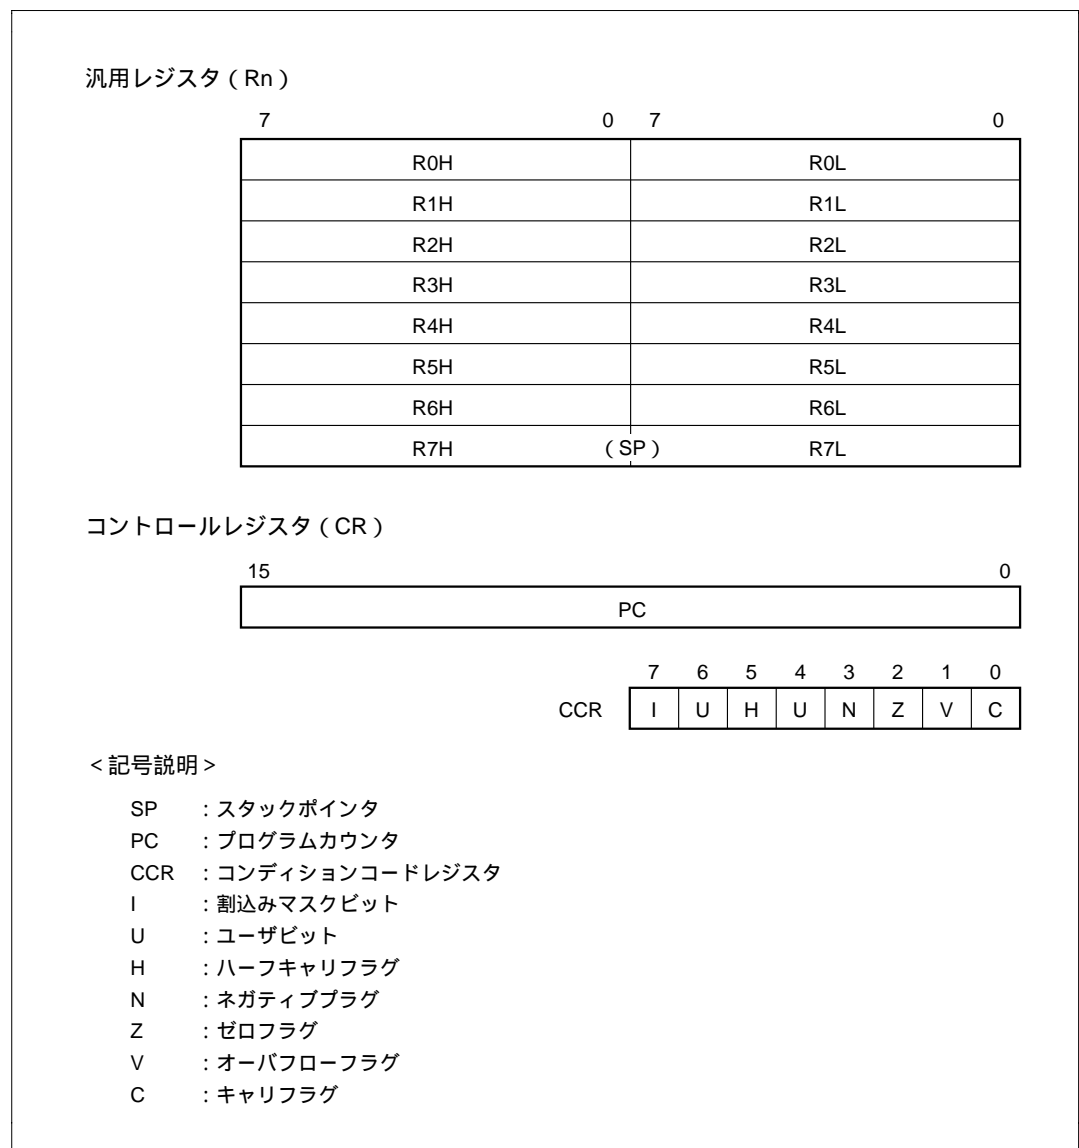 汎用レジスタ（Rn）
7 0 7 0
R0H R0L
R1H R1L
R2H R2L
R3H R3L
R4H R4L
R5H R5L
R6H R6L
R7H （SP） R7L
コントロールレジスタ（CR）
15 0
PC
7 6 5 4 3 2 1 0
CCR I U H U N Z V C
<記号説明>
SP ：スタックポインタ
PC ：プログラムカウンタ
CCR ：コンディションコードレジスタ
I ：割込みマスクビット
U ：ユーザビット
H ：ハーフキャリフラグ
N ：ネガティブプラグ
Z ：ゼロフラグ
V ：オーバフローフラグ
C ：キャリフラグ